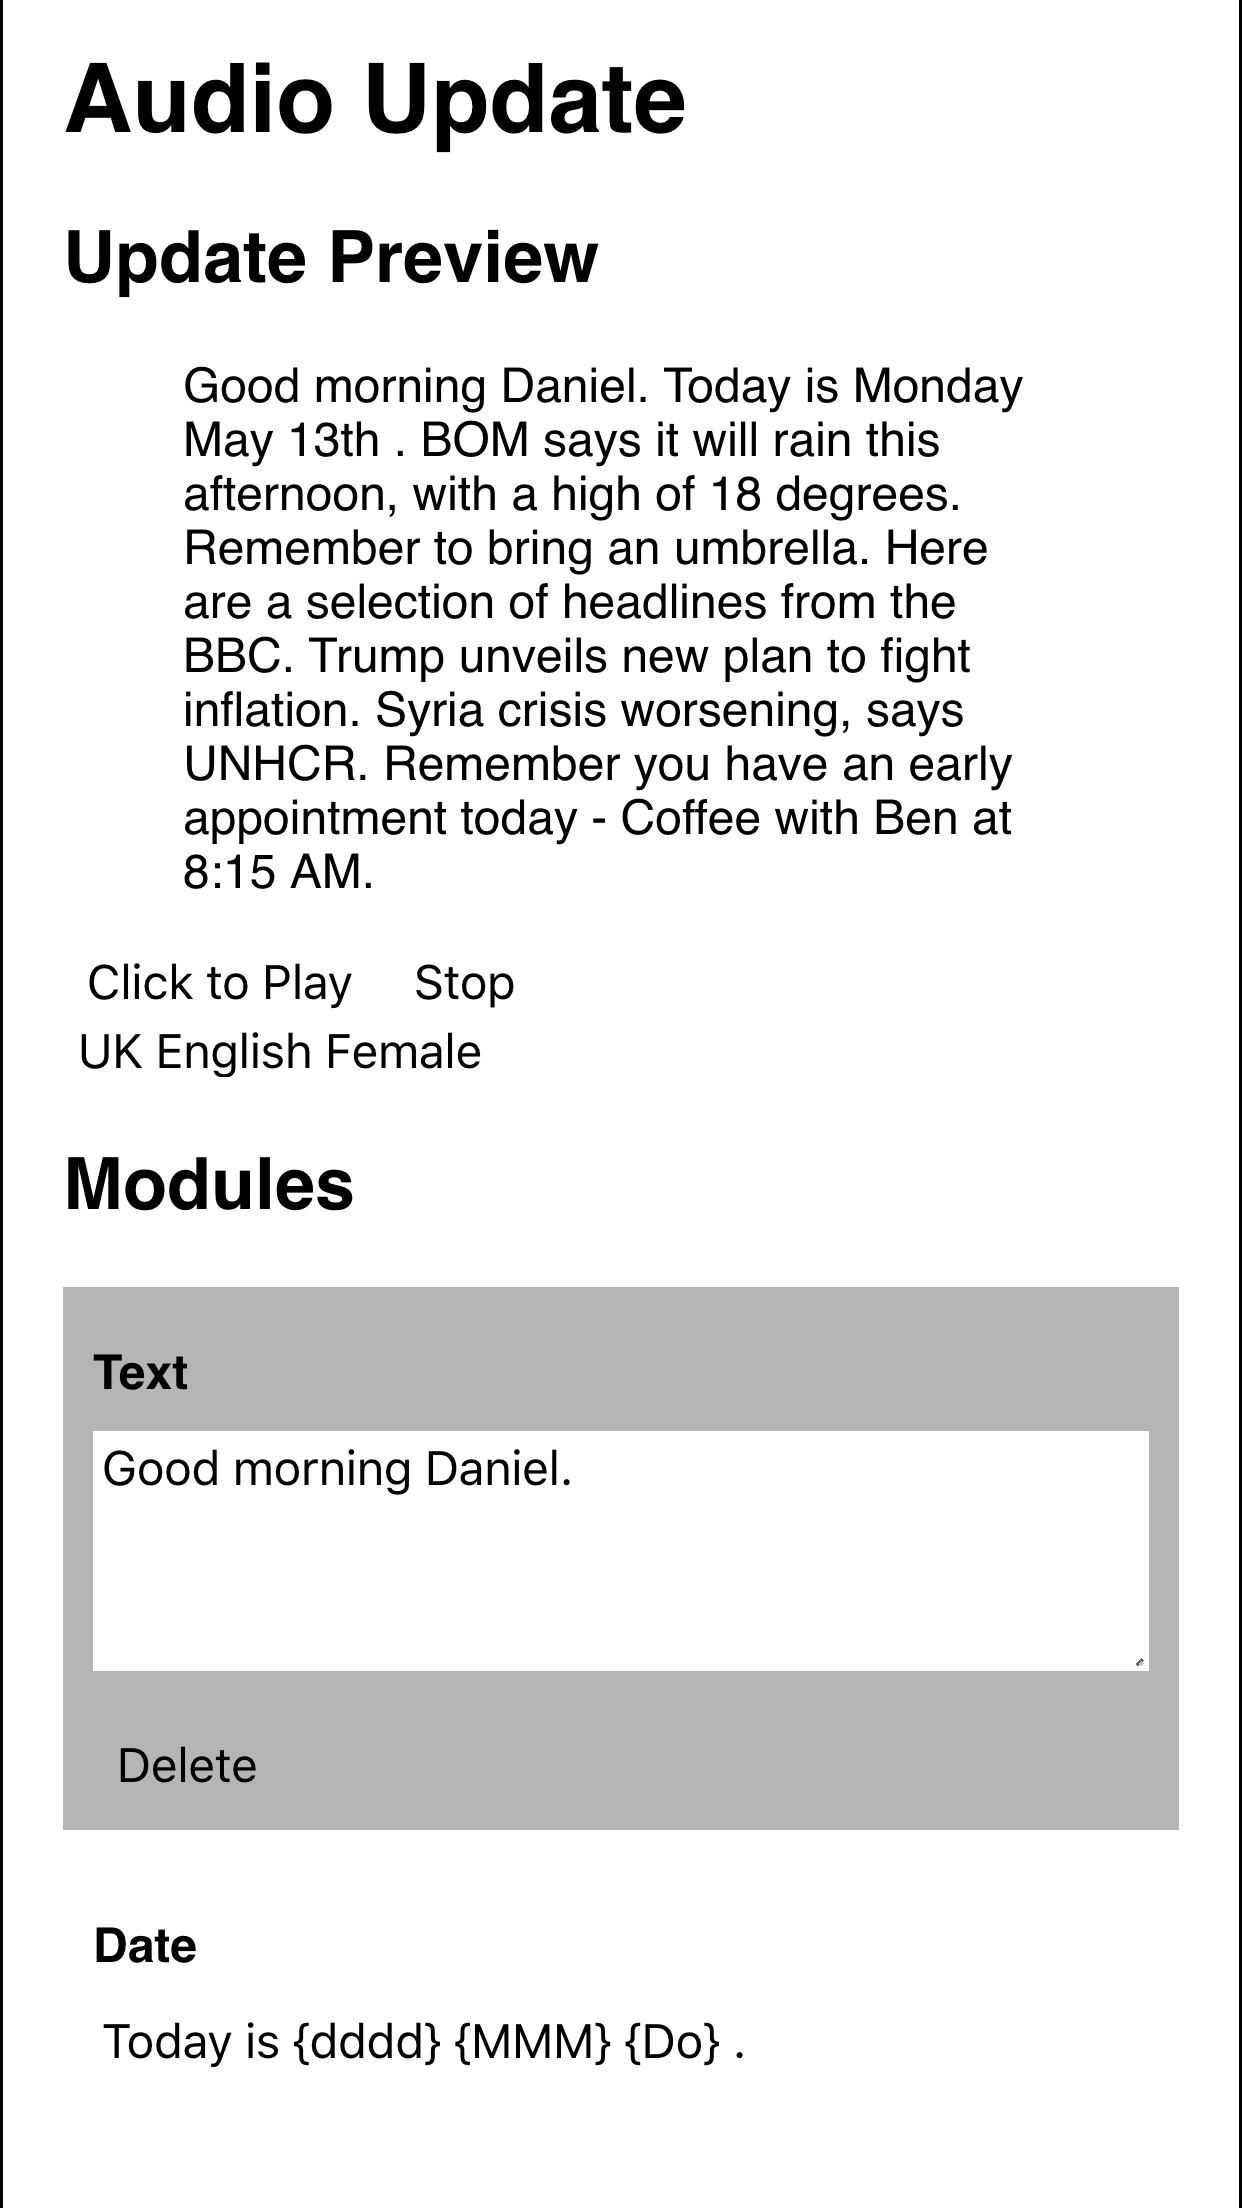 Audio Update
Update Preview
Good morning Daniel. Today is Monday
May 13th . BOM says it will rain this
afternoon, with a high of 18 degrees.
Remember to bring an umbrella. Here
are a selection of headlines from the
BBC. Trump unveils new plan to fight
inflation. Syria crisis worsening, says
UNHCR. Remember you have an early
appointment today - Coffee with Ben at
8:15 AM.
Click to Play Stop
UK English Female
Modules
Text
Good morning Daniel.
Delete
Date
Today is {dddd} {MMM} {Do} .